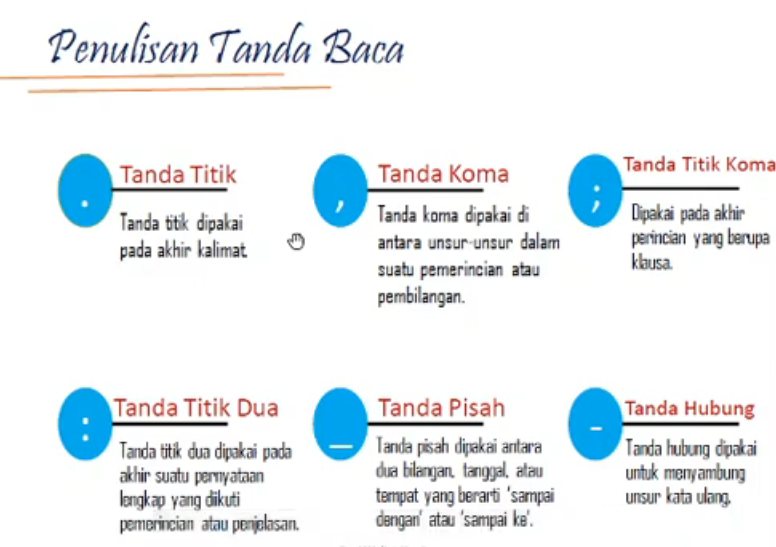 Penulisan Tanda Baca
.
Tanda Titik
Tanda titik dipakai
pada akhir kalimat.
,
Tanda Koma
Tanda koma dipakai di
antara unsur-unsur dalam
suatu pemerincian atau
pembilangan.
;
Tanda Titik Koma
Dipakai pada akhir
perincian yang berupa
klausa.
:
Tanda Titik Dua
Tanda titik dua dipakai pada
akhir suatu pernyataan
lengkap yang diikuti
pemerincian atau penjelasan.
_
Tanda Pisah
Tanda pisah dipakai antara
dua bilangan, tanggal, atau
tempat yang berarti 'sampai
dengan' atau 'sampai ke'.
-
Tanda Hubung
Tanda hubung dipakai
untuk menyambung
unsur kata ulang.